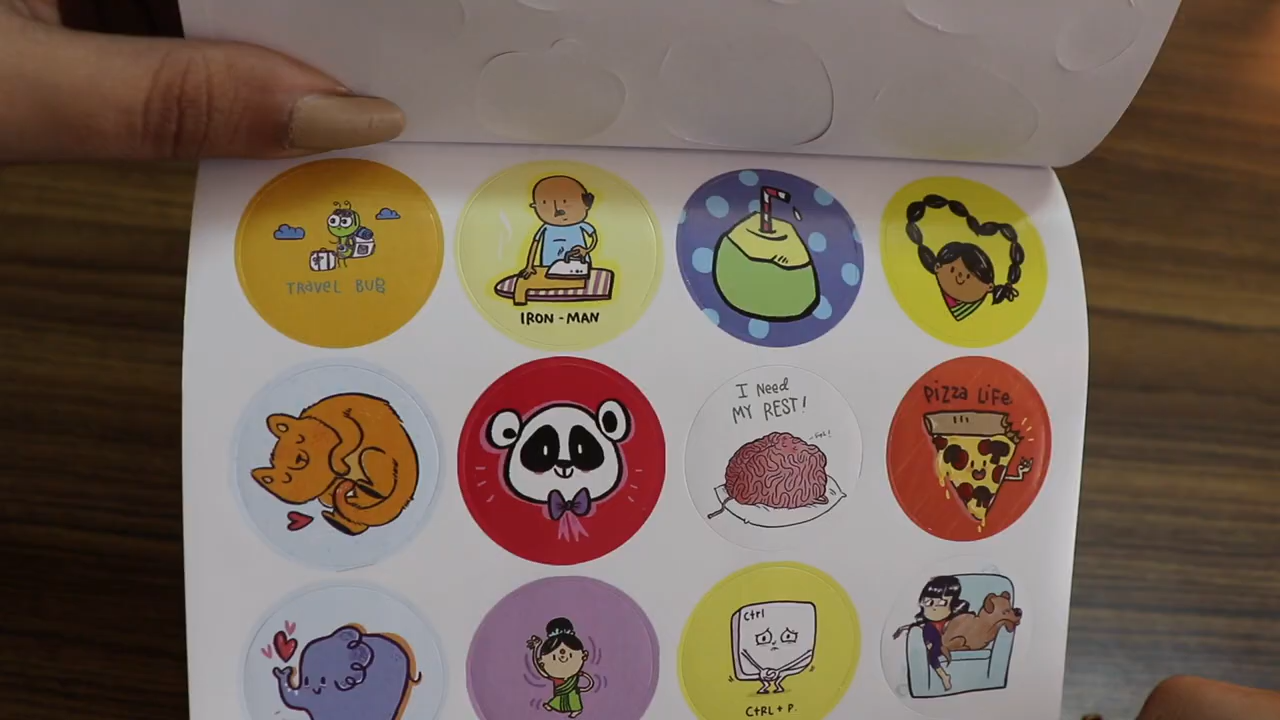 TRAVEL BUG
IRON - MAN
I Need
MY REST!
Pizza Life
Ctrl
CTRL + P.